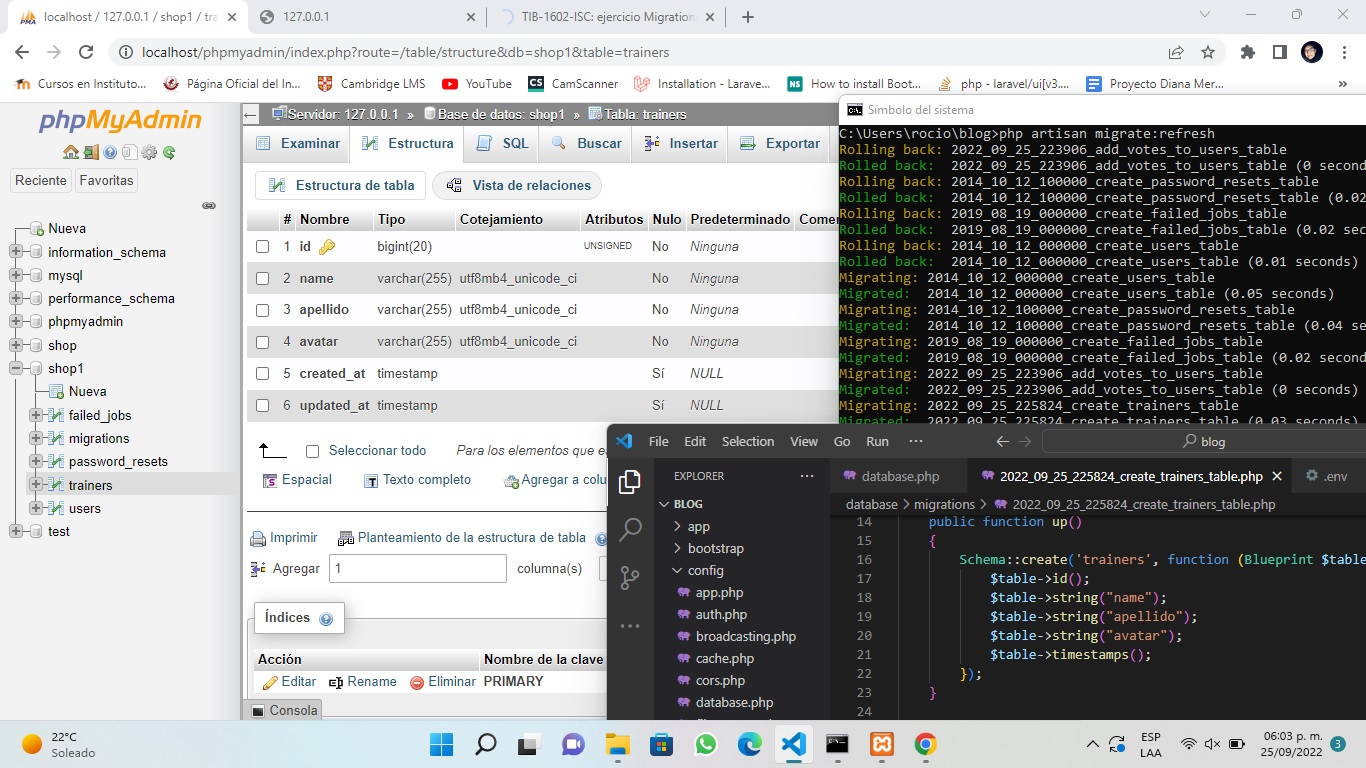 localhost / 127.0.0.1 / shop1 / tra
127.0.0.1
TIB-1602-ISC: ejercicio Migration
localhost/phpmyadmin/index.php?route=/table/structure&db=shop1&table=trainers
Cursos en Instituto...
Página Oficial del In...
Cambridge LMS
YouTube
CS CamScanner
Installation - Larave...
NS How to install Boot...
php - laravel/ui[v3....
Proyecto Diana Mer...
»
phpMyAdmin
Reciente
Favoritas
Nueva
information_schema
mysql
performance_schema
phpmyadmin
shop
shop1
Nueva
failed_jobs
migrations
password_resets
trainers
users
test
Servidor: 127.0.0.1 » Base de datos: shop1 » Tabla: trainers
Examinar
Estructura
SQL
Buscar
Insertar
Exportar
Estructura de tabla
Vista de relaciones
# Nombre Tipo Cotejamiento Atributos Nulo Predeterminado Comen
1 id bigint(20) UNSIGNED No Ninguna
2 name varchar(255) utf8mb4_unicode_ci No Ninguna
3 apellido varchar(255) utf8mb4_unicode_ci No Ninguna
4 avatar varchar(255) utf8mb4_unicode_ci No Ninguna
5 created_at timestamp Sí NULL
6 updated_at timestamp Sí NULL
Seleccionar todo
Para los elementos que e
Espacial
Texto completo
Agregar a colu
Imprimir
Planteamiento de la estructura de tabla
Agregar 1 columna(s)
Índices
Acción Nombre de la clave
Editar Rename Eliminar PRIMARY
Consola
Símbolo del sistema
C:\Users\rocio\blog>php artisan migrate:refresh
Rolling back: 2022_09_25_223906_add_votes_to_users_table
Rolled back:  2022_09_25_223906_add_votes_to_users_table (0 second
Rolling back: 2014_10_12_100000_create_password_resets_table
Rolled back:  2014_10_12_100000_create_password_resets_table (0.02
Rolling back: 2019_08_19_000000_create_failed_jobs_table
Rolled back:  2019_08_19_000000_create_failed_jobs_table (0.02 sec
Rolling back: 2014_10_12_000000_create_users_table
Rolled back:  2014_10_12_000000_create_users_table (0.01 seconds)
Migrating: 2014_10_12_000000_create_users_table
Migrated:  2014_10_12_000000_create_users_table (0.05 seconds)
Migrating: 2014_10_12_100000_create_password_resets_table
Migrated:  2014_10_12_100000_create_password_resets_table (0.04 se
Migrating: 2019_08_19_000000_create_failed_jobs_table
Migrated:  2019_08_19_000000_create_failed_jobs_table (0.02 second
Migrating: 2022_09_25_223906_add_votes_to_users_table
Migrated:  2022_09_25_223906_add_votes_to_users_table (0 seconds)
Migrating: 2022_09_25_225824_create_trainers_table
Migrated:  2022_09_25_225824_create_trainers_table (0.03 seconds)
File Edit Selection View Go Run ···
blog
EXPLORER
BLOG
app
bootstrap
config
app.php
auth.php
broadcasting.php
cache.php
cors.php
database.php
database.php
2022_09_25_225824_create_trainers_table.php
.env
database > migrations > 2022_09_25_225824_create_trainers_table.php
14 public function up()
15 {
16 Schema::create('trainers', function (Blueprint $table
17 $table->id();
18 $table->string("name");
19 $table->string("apellido");
20 $table->string("avatar");
21 $table->timestamps();
22 });
23 }
24
22°C
Soleado
ESP
LAA
06:03 p. m.
25/09/2022
3